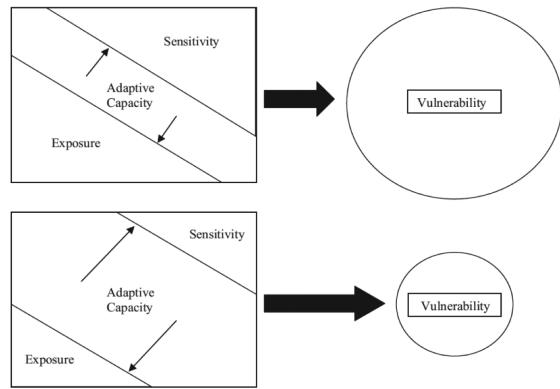 Sensitivity
Adaptive
Capacity
Exposure
Vulnerability
Sensitivity
Adaptive
Capacity
Exposure
Vulnerability